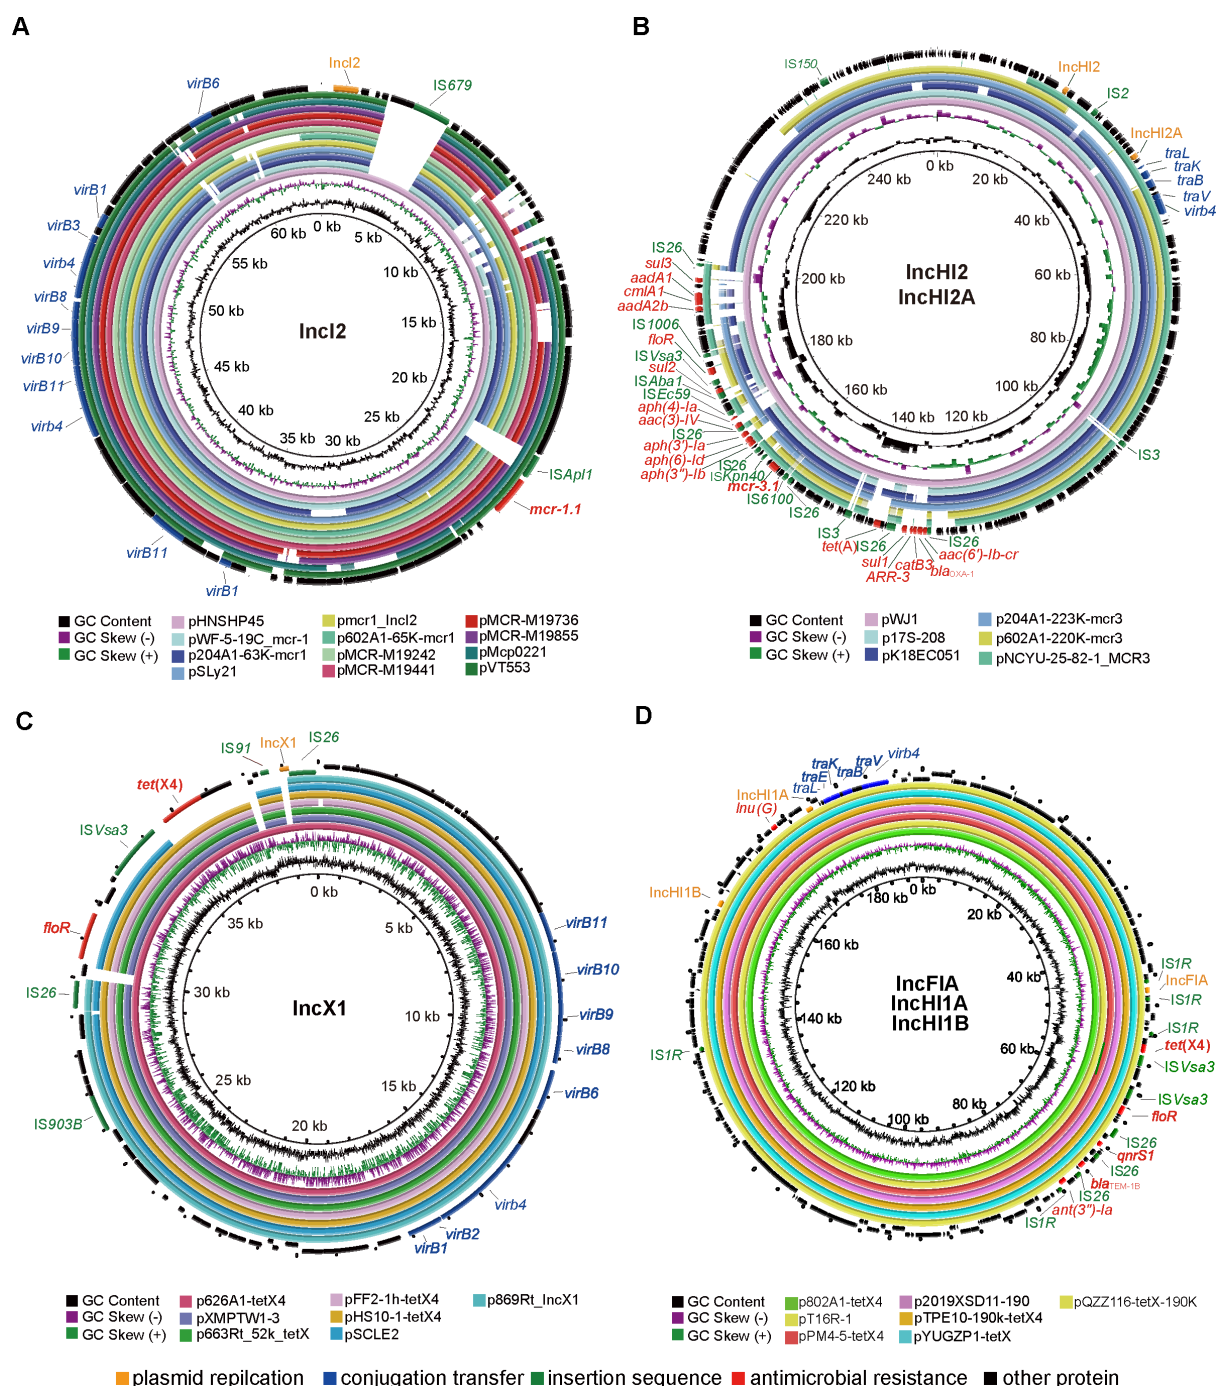 A
IncI2
virB6
IS679
virB1
virB3
virb4
virB8
virB9
virB10
virB11
virb4
virB11
virB1
ISApl1
mcr-1.1
0 kb
5 kb
10 kb
15 kb
20 kb
25 kb
30 kb
35 kb
40 kb
45 kb
50 kb
55 kb
60 kb
IncI2
GC Content
GC Skew (-)
GC Skew (+)
pHNSHP45
pWF-5-19C_mcr-1
p204A1-63K-mcr1
pSLy21
pmcr1_IncI2
p602A1-65K-mcr1
pMCR-M19242
pMCR-M19441
pMCR-M19736
pMCR-M19855
pMcp0221
pVT553
B
IS150
IncHI2
IS2
IncHI2A
traL
traK
traB
traV
virb4
IS3
IS26
sul3
aadA1
cmlA1
aadA2b
IS1006
floR
ISVsa3
sul2
ISAba1
ISEc59
aph(4)-Ia
aac(3)-IV
IS26
aph(3')-Ia
aph(6)-Id
aph(3'')-Ib
IS26
ISKpn40
mcr-3.1
IS6100
IS26
IS3
tet(A)
IS26
sul1
ARR-3
catB3
blaOXA-1
aac(6')-Ib-cr
IS26
0 kb
20 kb
40 kb
60 kb
80 kb
100 kb
120 kb
140 kb
160 kb
180 kb
200 kb
220 kb
240 kb
IncHI2
IncHI2A
GC Content
GC Skew (-)
GC Skew (+)
pWJ1
p17S-208
pK18EC051
p204A1-223K-mcr3
p602A1-220K-mcr3
pNCYU-25-82-1_MCR3
C
IS91
IncX1
IS26
tet(X4)
ISVsa3
floR
IS26
IS903B
virB11
virB10
virB9
virB8
virB6
virb4
virB2
virB1
0 kb
5 kb
10 kb
15 kb
20 kb
25 kb
30 kb
35 kb
IncX1
GC Content
GC Skew (-)
GC Skew (+)
p626A1-tetX4
pXMPTW1-3
p663Rt_52k_tetX
pFF2-1h-tetX4
pHS10-1-tetX4
pSCLE2
p869Rt_IncX1
D
traK
traV
virb4
traE
traB
traL
IncHI1A
lnu(G)
IncHI1B
IS1R
IS1R
IncFIA
IS1R
IS1R
tet(X4)
ISVsa3
ISVsa3
floR
IS26
qnrS1
IS26
blaTEM-1B
IS26
ant(3'')-Ia
IS1R
0 kb
20 kb
40 kb
60 kb
80 kb
100 kb
120 kb
140 kb
160 kb
180 kb
IncFIA
IncHI1A
IncHI1B
GC Content
GC Skew (-)
GC Skew (+)
p802A1-tetX4
pT16R-1
pPM4-5-tetX4
p2019XSD11-190
pTPE10-190k-tetX4
pYUGZP1-tetX
pQZZ116-tetX-190K
plasmid repilcation
conjugation transfer
insertion sequence
antimicrobial resistance
other protein